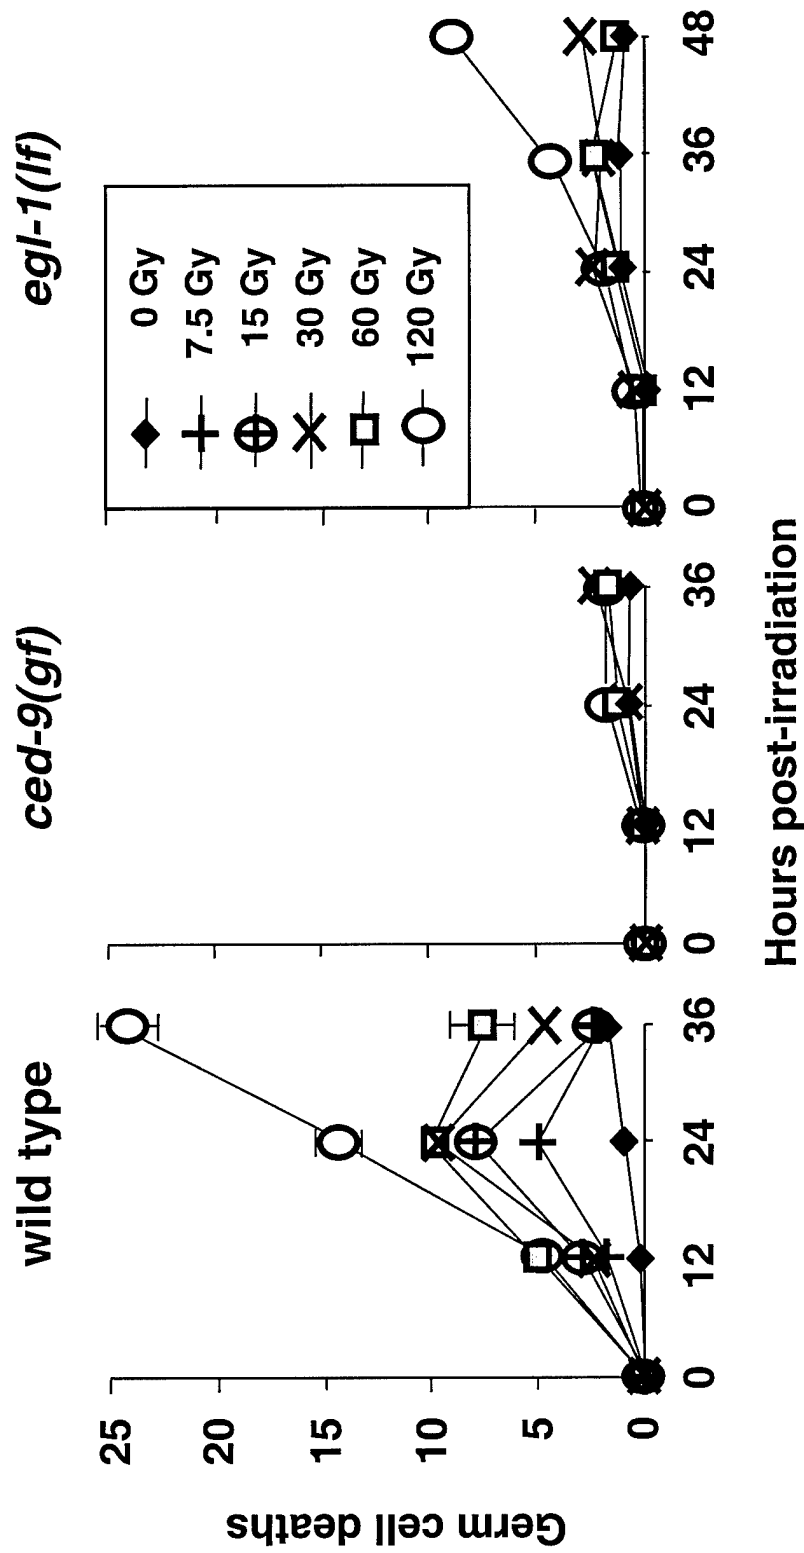 wild type
ced-9(gf)
egl-1(lf)
Germ cell deaths
25
20
15
10
5
0
0 12 24 36
0 12 24 36
0 12 24 36 48
0 Gy
7.5 Gy
15 Gy
30 Gy
60 Gy
120 Gy
Hours post-irradiation